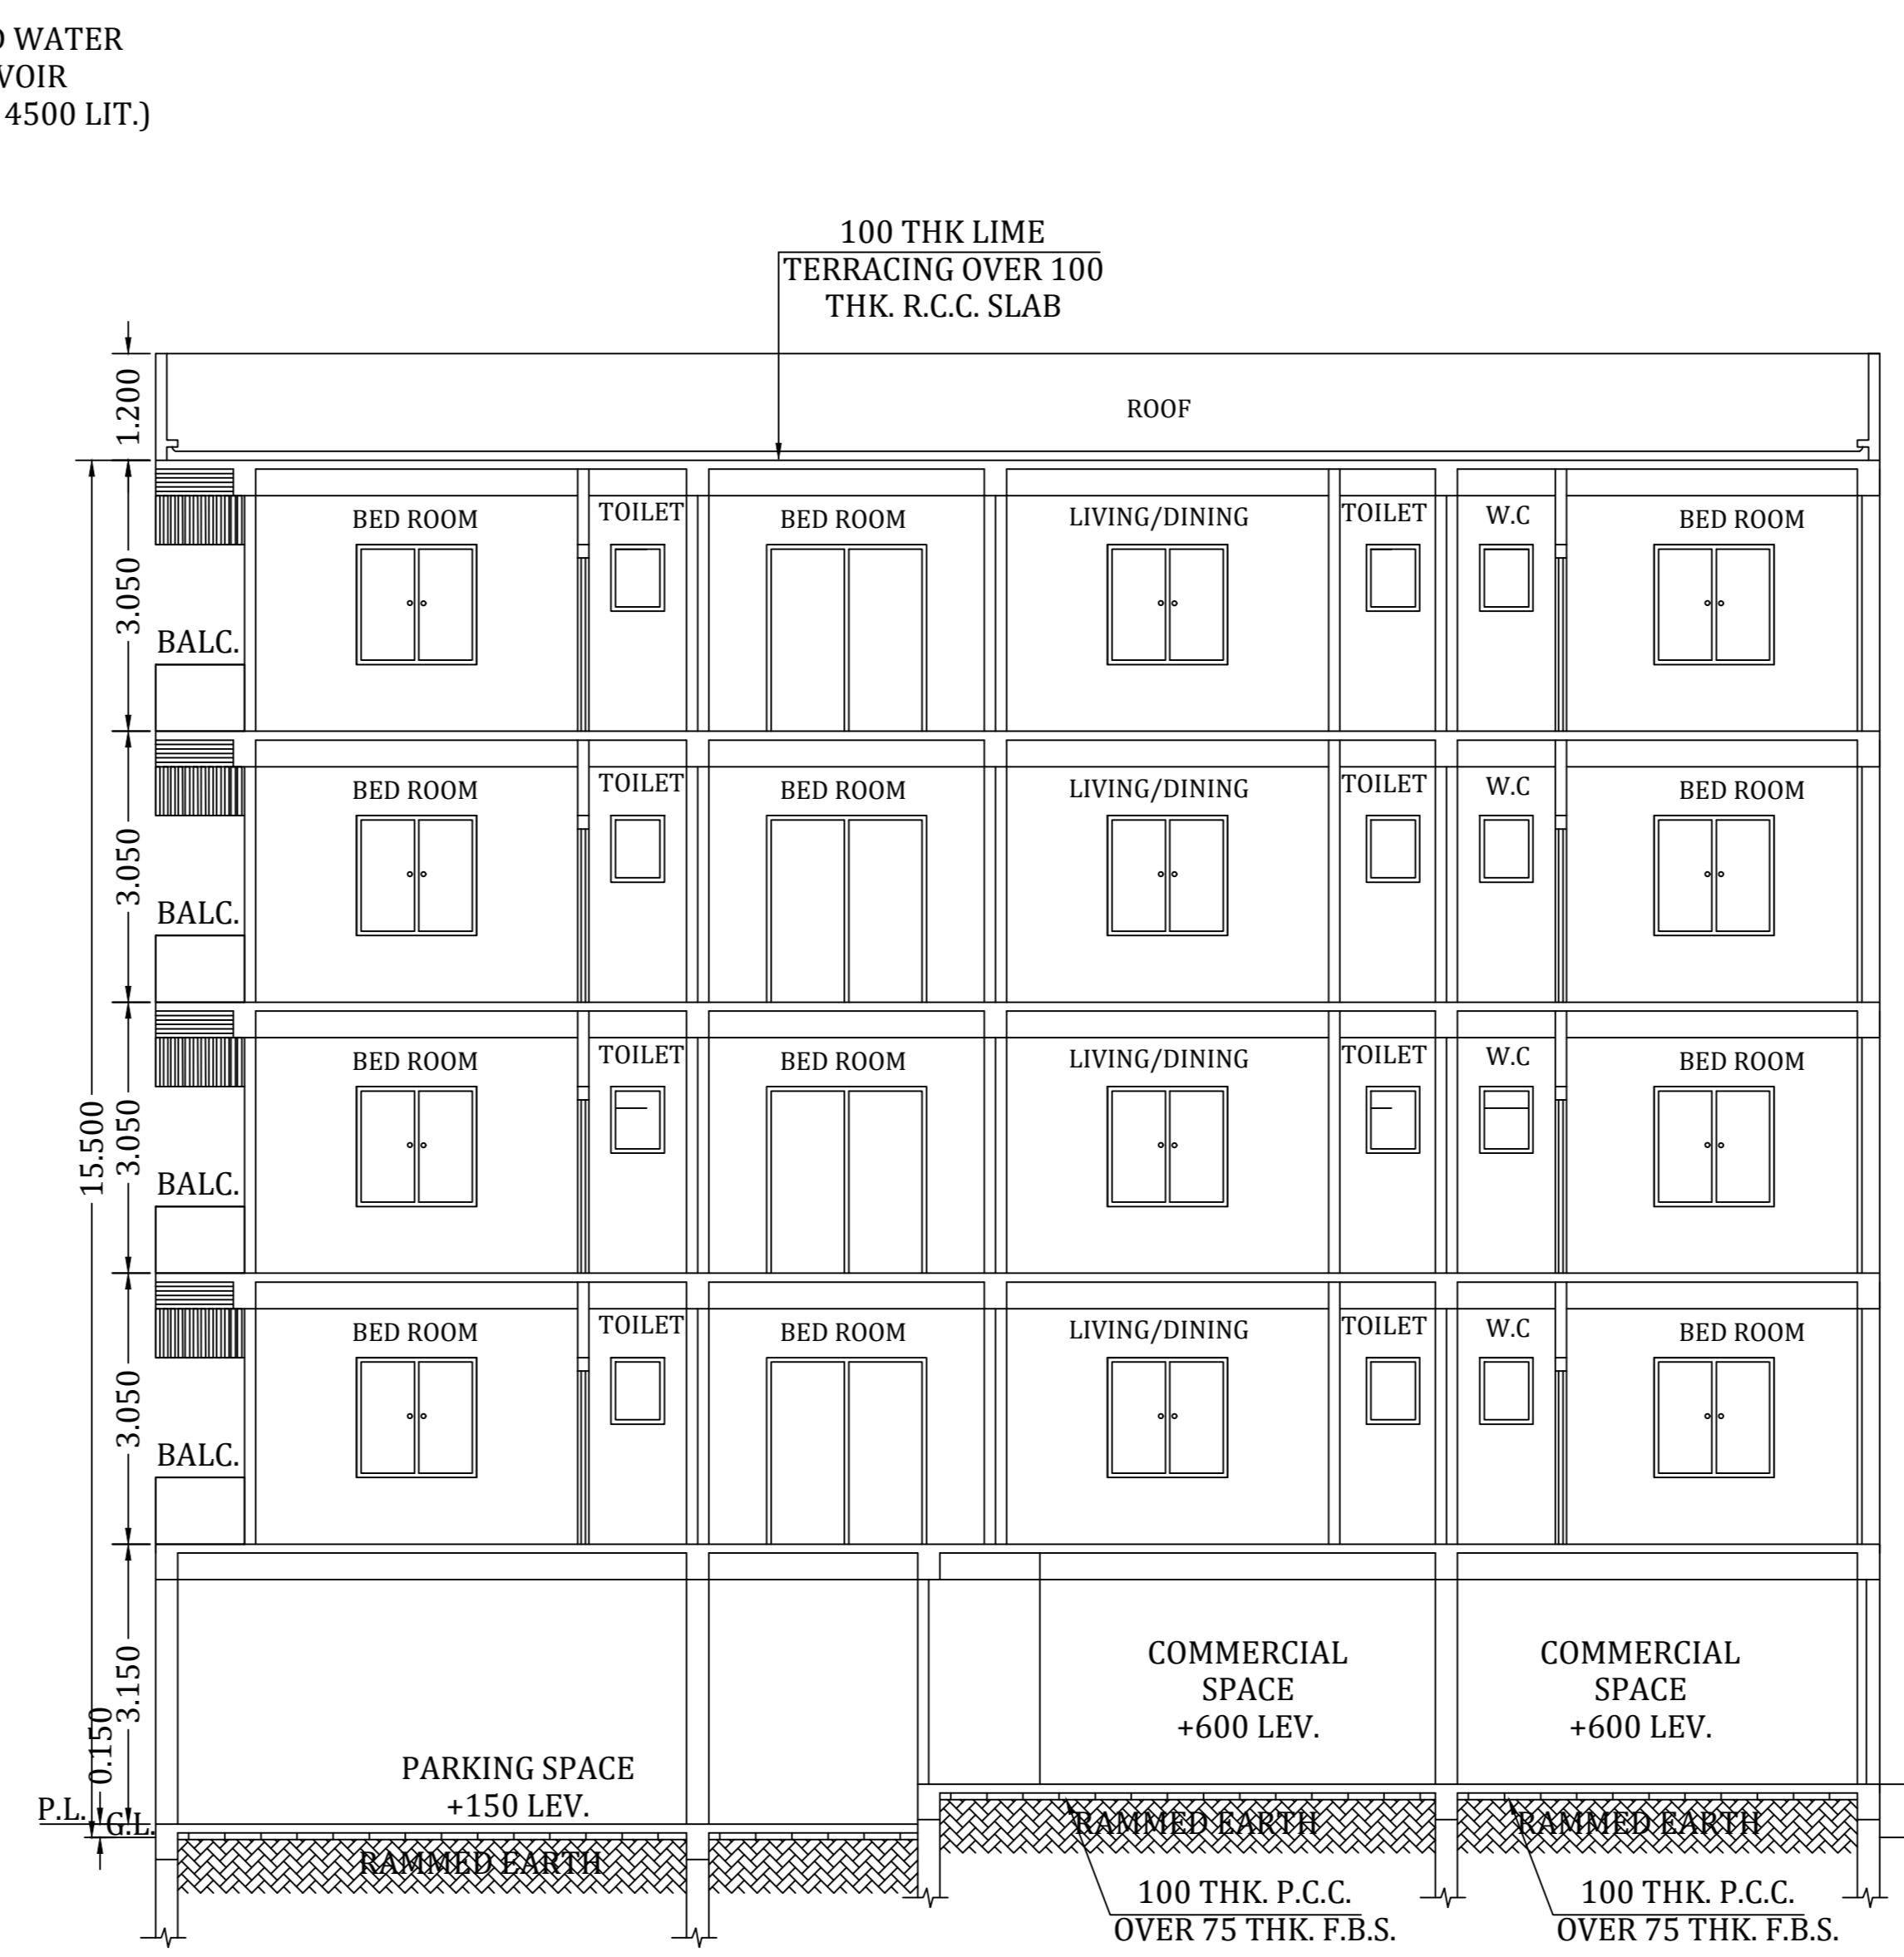 WATER
4500 LIT.)
100 THK LIME
TERRACING OVER 100
THK. R.C.C. SLAB
1.200
ROOF
3.050
BED ROOM TOILET BED ROOM LIVING/DINING TOILET W.C BED ROOM
BALC.
3.050
BED ROOM TOILET BED ROOM LIVING/DINING TOILET W.C BED ROOM
BALC.
15.500
3.050
BED ROOM TOILET BED ROOM LIVING/DINING TOILET W.C BED ROOM
BALC.
3.050
BED ROOM TOILET BED ROOM LIVING/DINING TOILET W.C BED ROOM
BALC.
3.150
0.150
COMMERCIAL
SPACE
+600 LEV.
COMMERCIAL
SPACE
+600 LEV.
PARKING SPACE
+150 LEV.
P.L.
G.L.
RAMMED EARTH
RAMMED EARTH
RAMMED EARTH
100 THK. P.C.C.
OVER 75 THK. F.B.S.
100 THK. P.C.C.
OVER 75 THK. F.B.S.